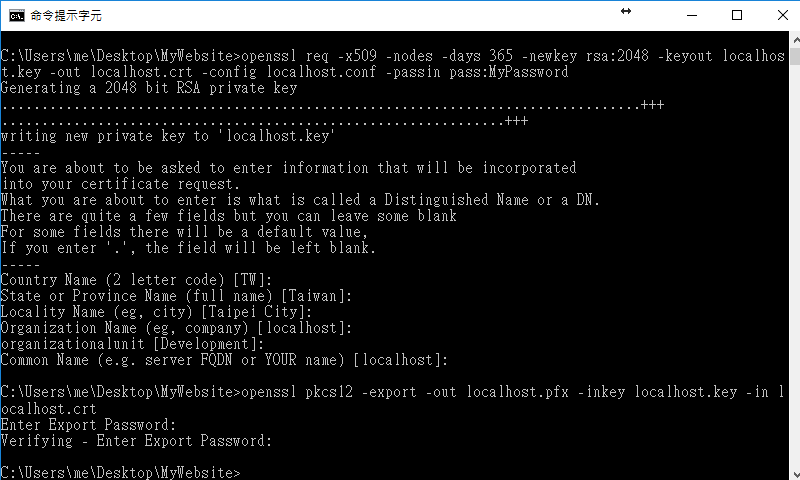 命令提示字元
C:\Users\me\Desktop\MyWebsite>openssl req -x509 -nodes -days 365 -newkey rsa:2048 -keyout localhos
t.key -out localhost.crt -config localhost.conf -passin pass:MyPassword
Generating a 2048 bit RSA private key
................................................................................+++
...............................................................+++
writing new private key to 'localhost.key'
-----
You are about to be asked to enter information that will be incorporated
into your certificate request.
What you are about to enter is what is called a Distinguished Name or a DN.
There are quite a few fields but you can leave some blank
For some fields there will be a default value,
If you enter '.', the field will be left blank.
-----
Country Name (2 letter code) [TW]:
State or Province Name (full name) [Taiwan]:
Locality Name (eg, city) [Taipei City]:
Organization Name (eg, company) [localhost]:
organizationalunit [Development]:
Common Name (e.g. server FQDN or YOUR name) [localhost]:
C:\Users\me\Desktop\MyWebsite>openssl pkcs12 -export -out localhost.pfx -inkey localhost.key -in l
ocalhost.crt
Enter Export Password:
Verifying - Enter Export Password:
C:\Users\me\Desktop\MyWebsite>